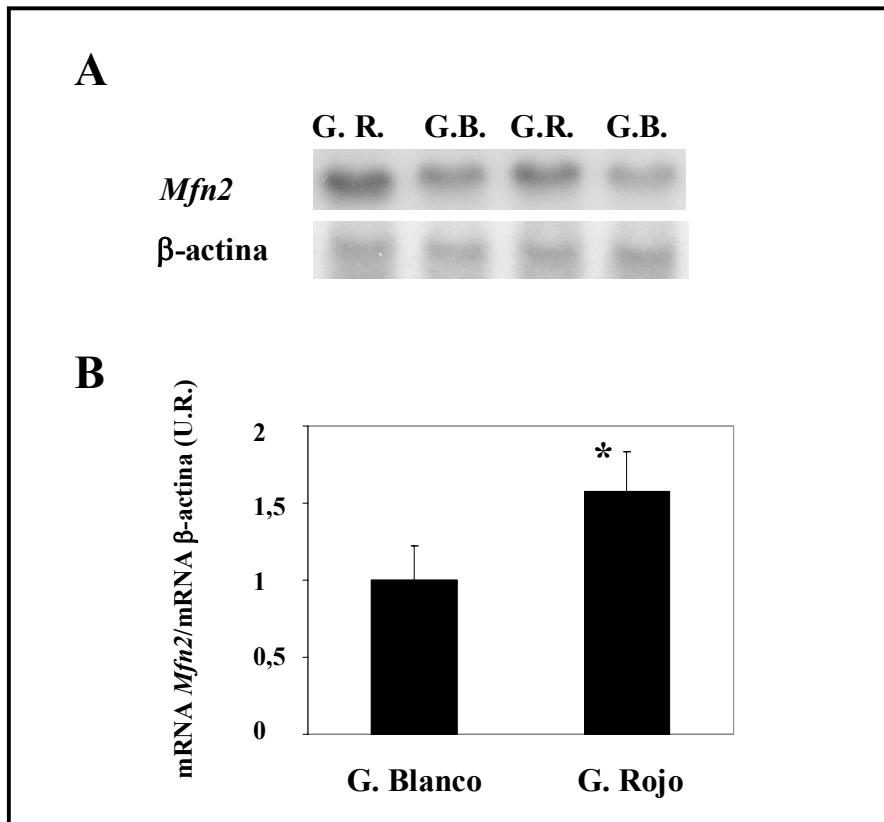 A
G. R. G.B. G.R. G.B.
Mfn2
β-actina
B
mRNA Mfn2/mRNA β-actina (U.R.)
2
1,5
1
0,5
0
*
G. Blanco G. Rojo